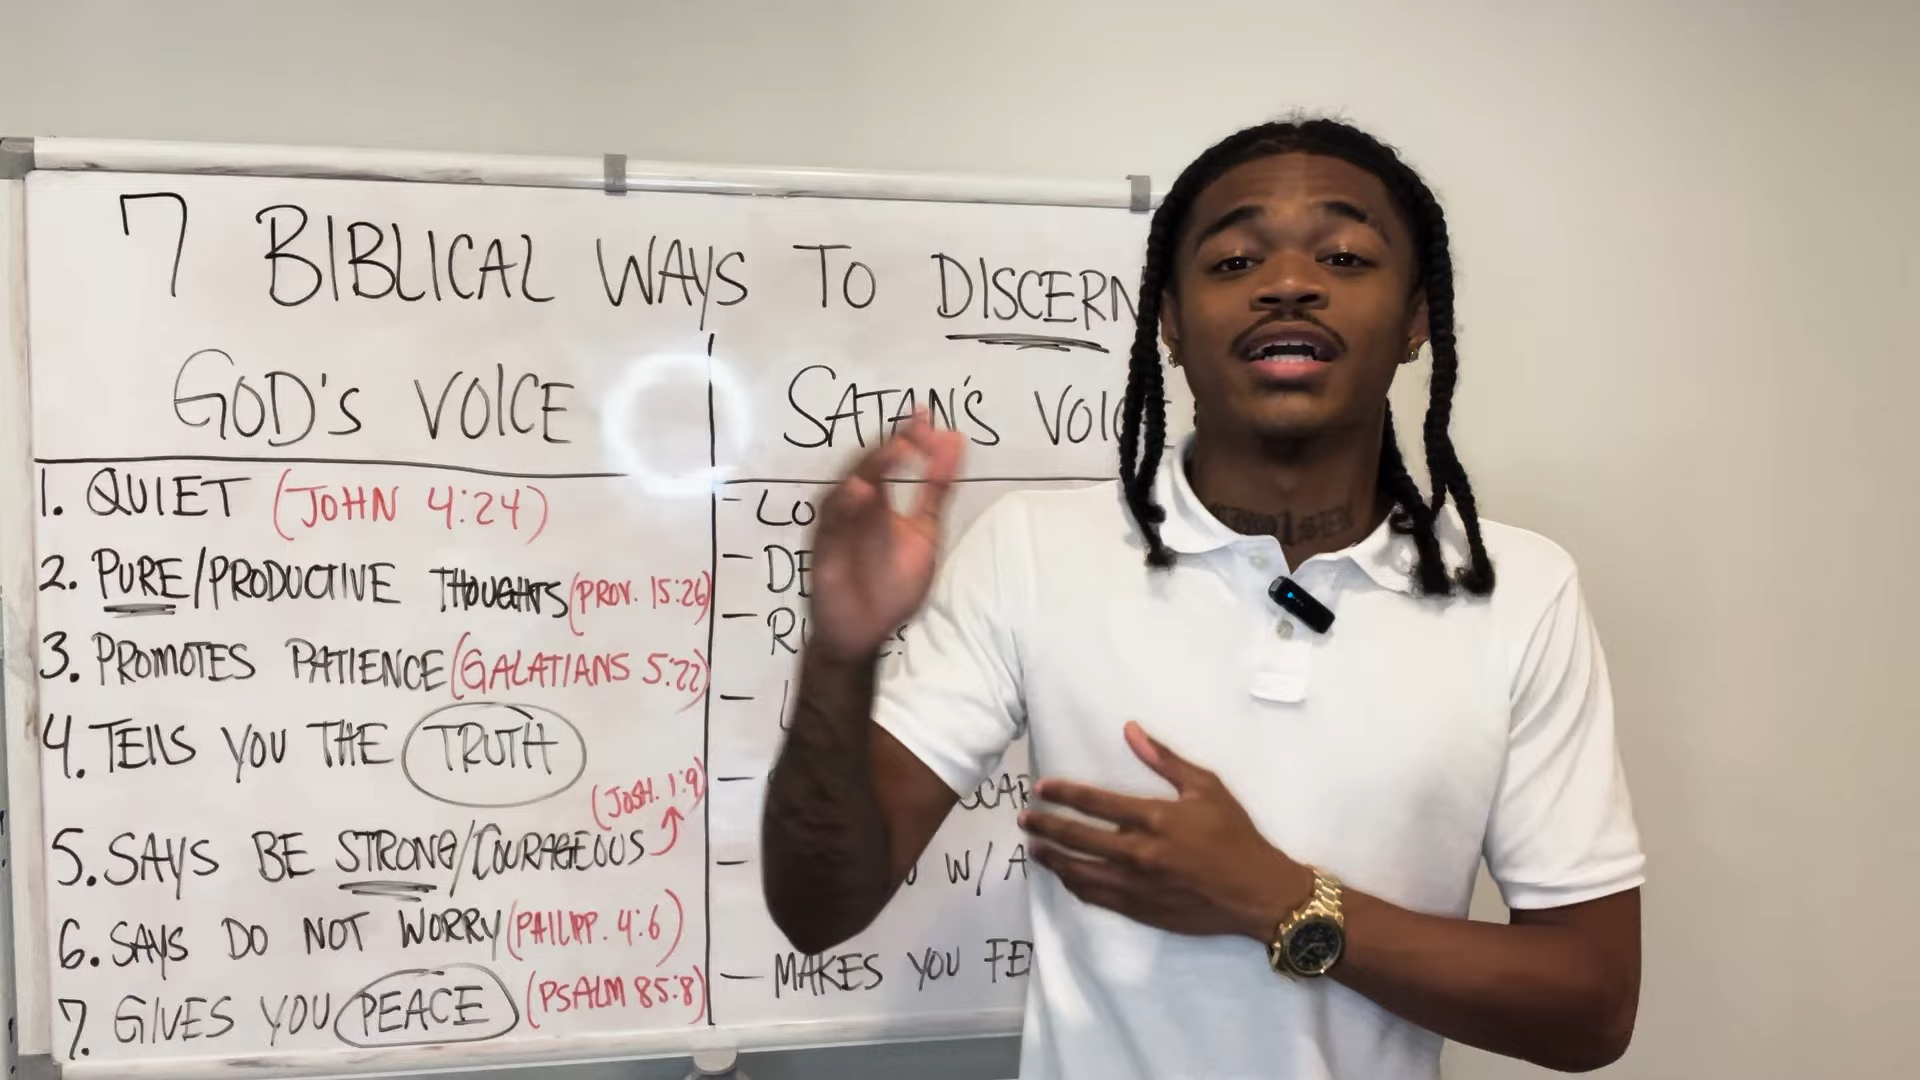 7 BIBLICAL WAYS TO DISCERN
GOD'S VOICE
1. QUIET (JOHN 4:24)
2. PURE/PRODUCTIVE THOUGHTS (PROV. 15:26)
3. PROMOTES PATIENCE (GALATIANS 5:22)
4. TELLS YOU THE TRUTH
(JOSH. 1:9)
5. SAYS BE STRONG/COURAGEOUS
6. SAYS DO NOT WORRY (PHILIPP. 4:6)
7. GIVES YOU PEACE (PSALM 85:8)
SATAN'S VOICE
- LO
- DE
- 
- 
- 
- W/ A
- MAKES YOU FE